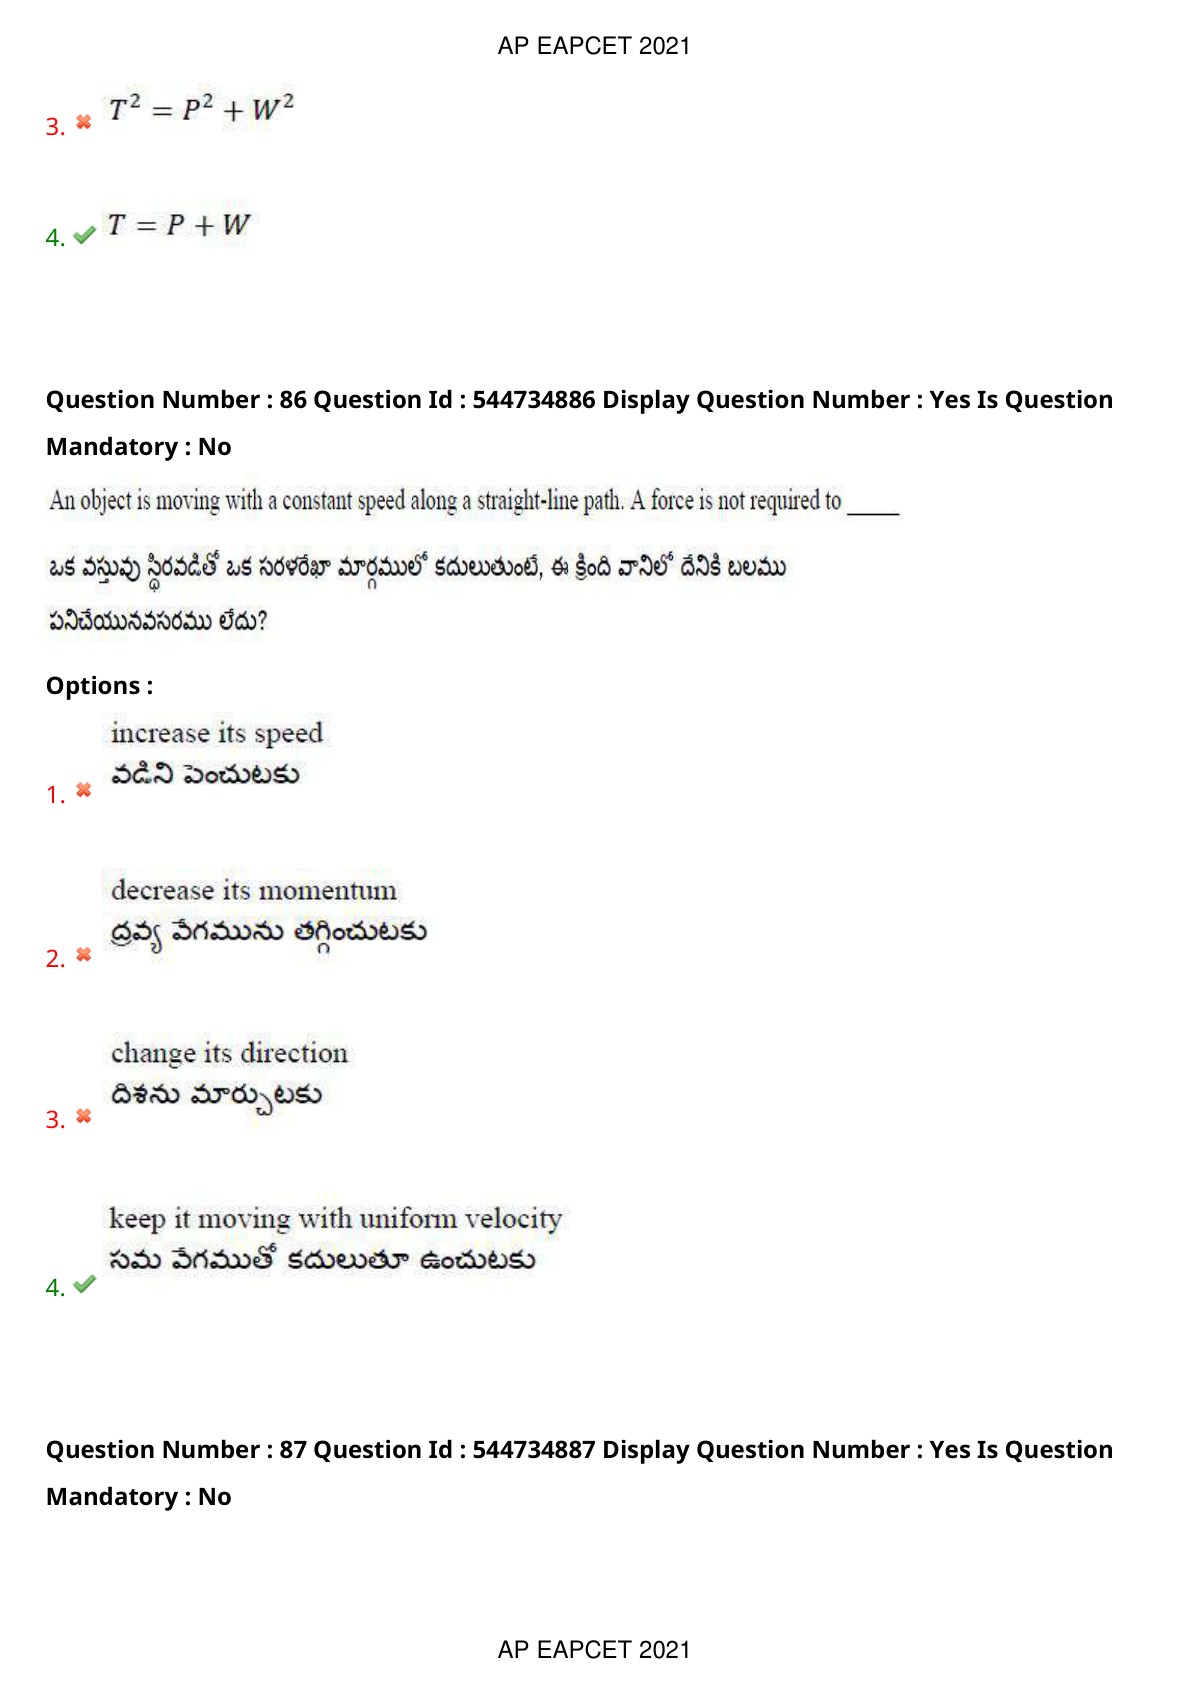 AP EAPCET 2021
3. T² = P² + W²
4. T = P + W
Question Number : 86 Question Id : 544734886 Display Question Number : Yes Is Question
Mandatory : No
An object is moving with a constant speed along a straight-line path. A force is not required to _____
ఒక వస్తువు స్థిరవడితో ఒక సరళరేఖా మార్గములో కదులుతుంటే, ఈ క్రింది వానిలో దేనికి బలము
పనిచేయునవసరము లేదు?
Options :
increase its speed
వడిని పెంచుటకు
1.
decrease its momentum
ద్రవ్య వేగమును తగ్గించుటకు
2.
change its direction
దిశను మార్చుటకు
3.
keep it moving with uniform velocity
సమ వేగముతో కదులుతూ ఉంచుటకు
4.
Question Number : 87 Question Id : 544734887 Display Question Number : Yes Is Question
Mandatory : No
AP EAPCET 2021